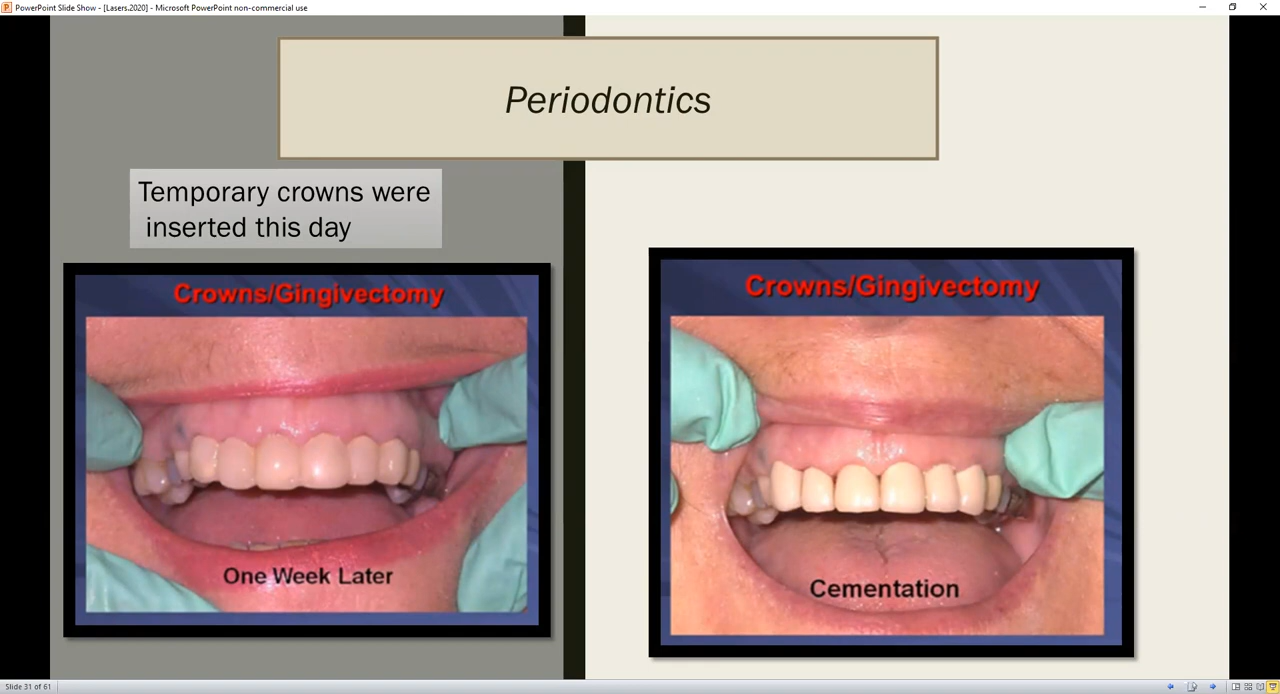 PowerPoint Slide Show - [Lasers.2020] - Microsoft PowerPoint non-commercial use
Periodontics
Temporary crowns were
inserted this day
Crowns/Gingivectomy
One Week Later
Crowns/Gingivectomy
Cementation
Slide 31 of 61